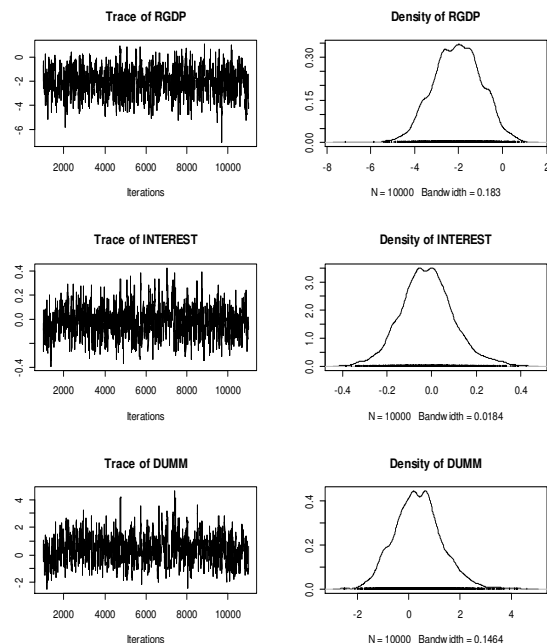 Trace of RGDP
0
-2
-4
-6
2000 4000 6000 8000 10000
Iterations
Density of RGDP
0.30
0.15
0.00
-8 -6 -4 -2 0 2
N = 10000 Bandwidth = 0.183
Trace of INTEREST
0.4
0.0
-0.4
2000 4000 6000 8000 10000
Iterations
Density of INTEREST
3.0
2.0
1.0
0.0
-0.4 -0.2 0.0 0.2 0.4
N = 10000 Bandwidth = 0.0184
Trace of DUMM
4
2
0
-2
2000 4000 6000 8000 10000
Iterations
Density of DUMM
0.4
0.2
0.0
-2 0 2 4
N = 10000 Bandwidth = 0.1464